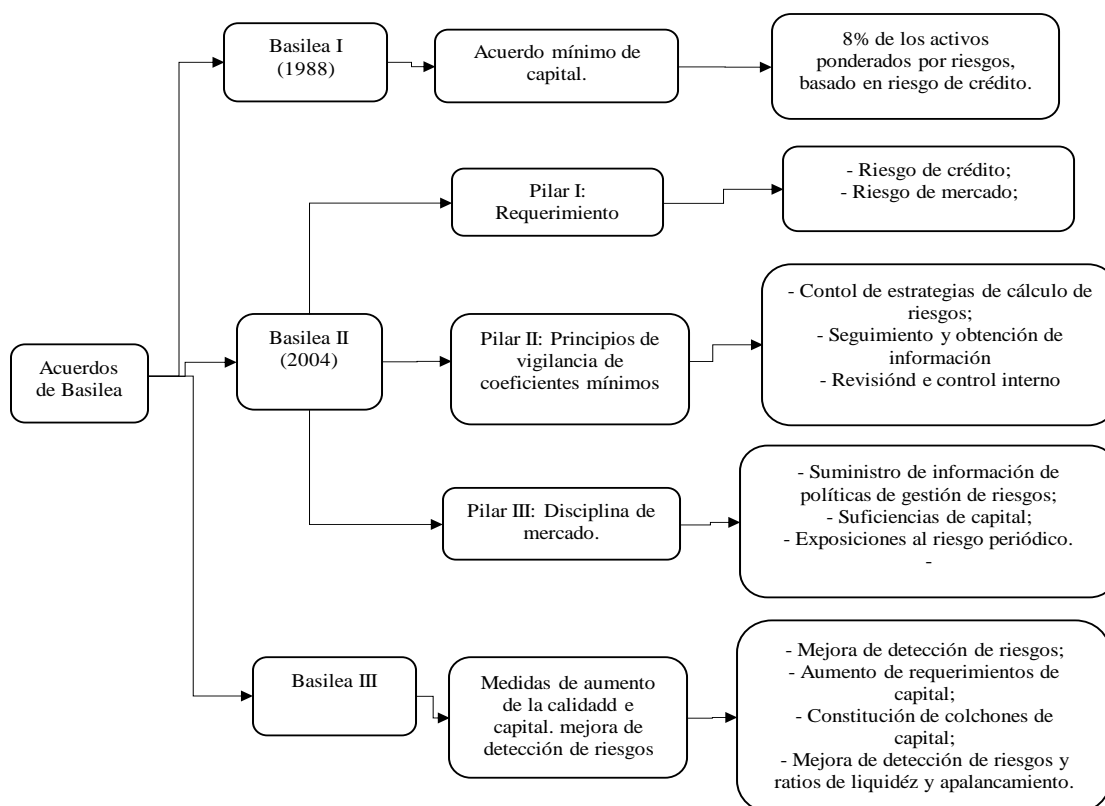 Basilea I
(1988)
Acuerdo mínimo de
capital.
8% de los activos
ponderados por riesgos,
basado en riesgo de crédito.
Pilar I:
Requerimiento
- Riesgo de crédito;
- Riesgo de mercado;
Acuerdos
de Basilea
Basilea II
(2004)
Pilar II: Principios de
vigilancia de
coeficientes mínimos
- Contol de estrategias de cálculo de
riesgos;
- Seguimiento y obtención de
información
- Revisiónd e control interno
Pilar III: Disciplina de
mercado.
- Suministro de información de
políticas de gestión de riesgos;
- Suficiencias de capital;
- Exposiciones al riesgo periódico.
-
Basilea III
Medidas de aumento
de la calidadd e
capital. mejora de
detección de riesgos
- Mejora de detección de riesgos;
- Aumento de requerimientos de
capital;
- Constitución de colchones de
capital;
- Mejora de detección de riesgos y
ratios de liquidéz y apalancamiento.